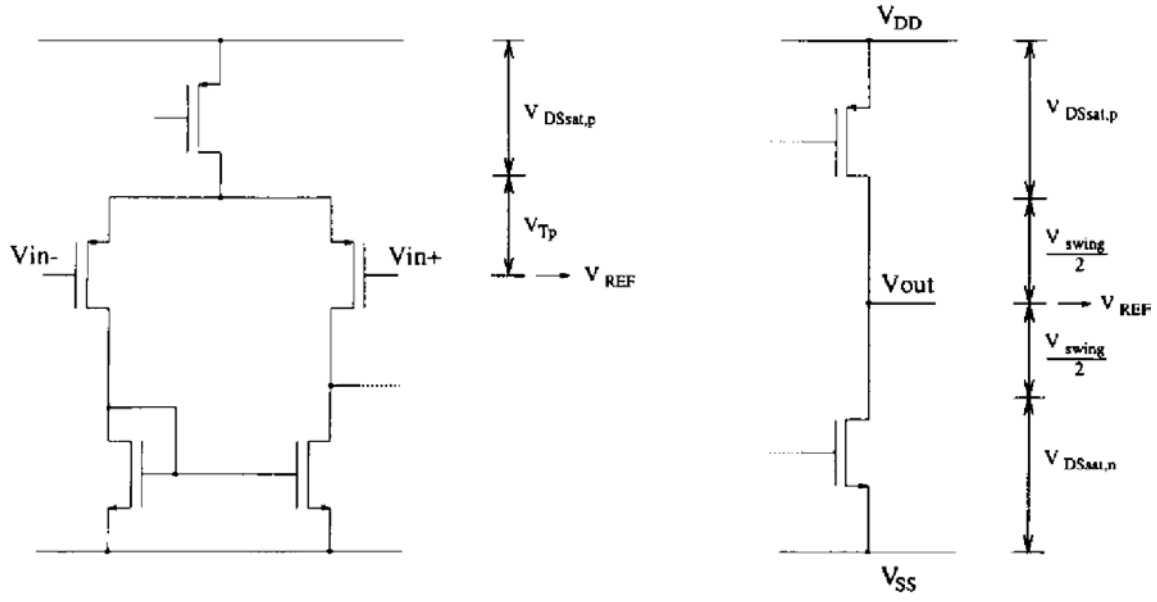 V DSsat,p
V Tp
V REF
Vin-
Vin+
V DD
V DSsat,p
V swing
2
Vout
V REF
V swing
2
V DSsat,n
V SS